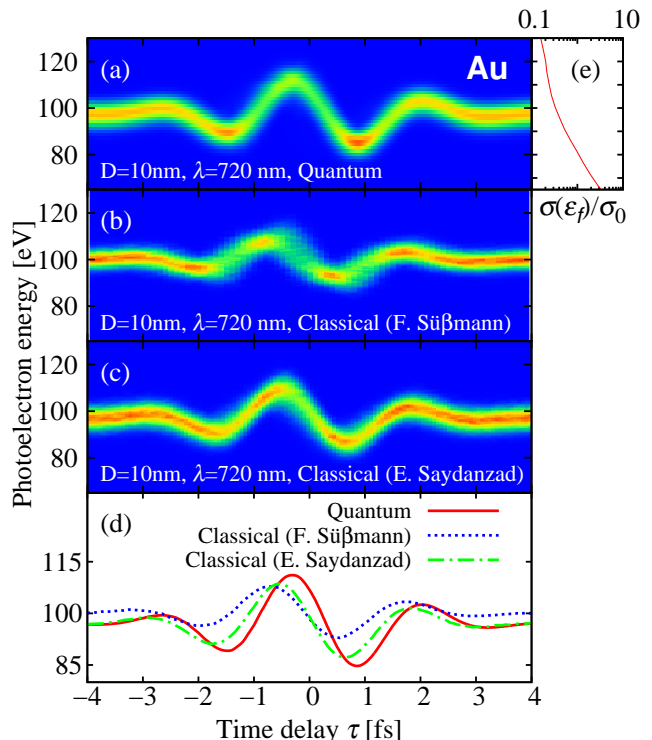 0.1 10
120
100
80
(a)
Au
(e)
D=10nm, λ=720 nm, Quantum
σ(ε_f)/σ_0
120
100
80
(b)
D=10nm, λ=720 nm, Classical (F. Süβmann)
120
100
80
(c)
D=10nm, λ=720 nm, Classical (E. Saydanzad)
Photoelectron energy [eV]
(d)
Quantum
Classical (F. Süβmann)
Classical (E. Saydanzad)
115
100
85
−4 −3 −2 −1 0 1 2 3 4
Time delay τ [fs]